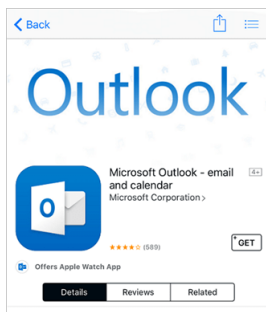 Back
Outlook
Microsoft Outlook - email
and calendar
4+
Microsoft Corporation >
O
(589)
+ GET
Offers Apple Watch App
Details
Reviews
Related